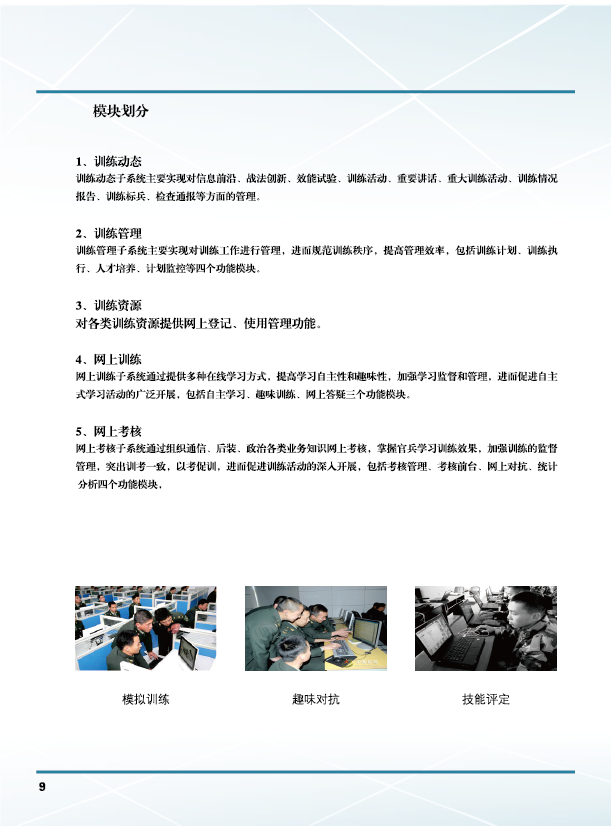 模块划分
1、训练动态
训练动态子系统主要实现对信息前沿、战法创新、效能试验、训练活动、重要讲话、重大训练活动、训练情况
报告、训练标兵、检查通报等方面的管理。
2、训练管理
训练管理子系统主要实现对训练工作进行管理，进而规范训练秩序，提高管理效率，包括训练计划、训练执
行、人才培养、计划监控等四个功能模块。
3、训练资源
对各类训练资源提供网上登记、使用管理功能。
4、网上训练
网上训练子系统通过提供多种在线学习方式，提高学习自主性和趣味性，加强学习监督和管理，进而促进自主
式学习活动的广泛开展，包括自主学习、趣味训练、网上答疑三个功能模块。
5、网上考核
网上考核子系统通过组织通信、后装、政治各类业务知识网上考核，掌握官兵学习训练效果，加强训练的监督
管理，突出训考一致，以考促训，进而促进训练活动的深入开展，包括考核管理、考核前台、网上对抗、统计
分析四个功能模块，
模拟训练
趣味对抗
技能评定
9